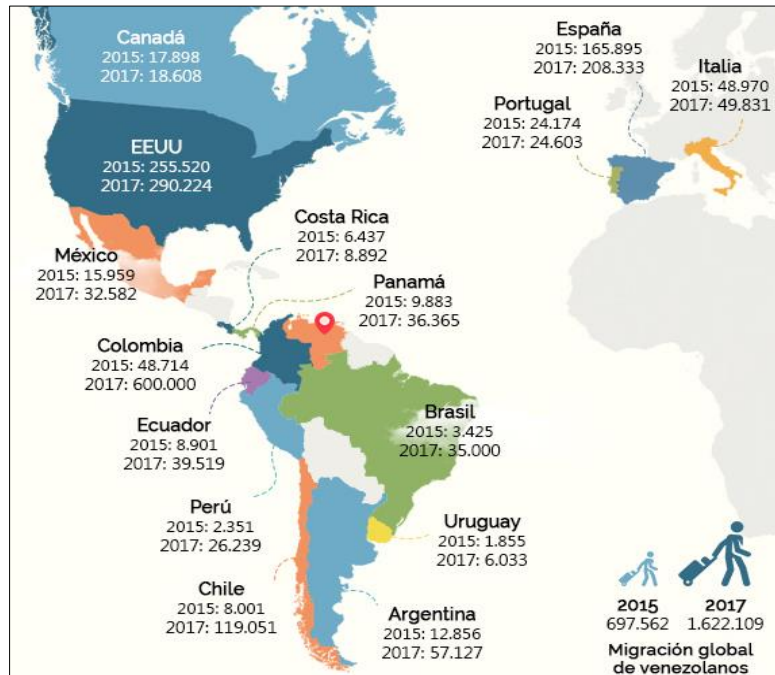 Canadá
2015: 17.898
2017: 18.608
EEUU
2015: 255.520
2017: 290.224
México
2015: 15.959
2017: 32.582
Costa Rica
2015: 6.437
2017: 8.892
Panamá
2015: 9.883
2017: 36.365
Colombia
2015: 48.714
2017: 600.000
Ecuador
2015: 8.901
2017: 39.519
Perú
2015: 2.351
2017: 26.239
Chile
2015: 8.001
2017: 119.051
Brasil
2015: 3.425
2017: 35.000
Uruguay
2015: 1.855
2017: 6.033
Argentina
2015: 12.856
2017: 57.127
España
2015: 165.895
2017: 208.333
Italia
2015: 48.970
2017: 49.831
Portugal
2015: 24.174
2017: 24.603
2015
697.562
2017
1.622.109
Migración global
de venezolanos